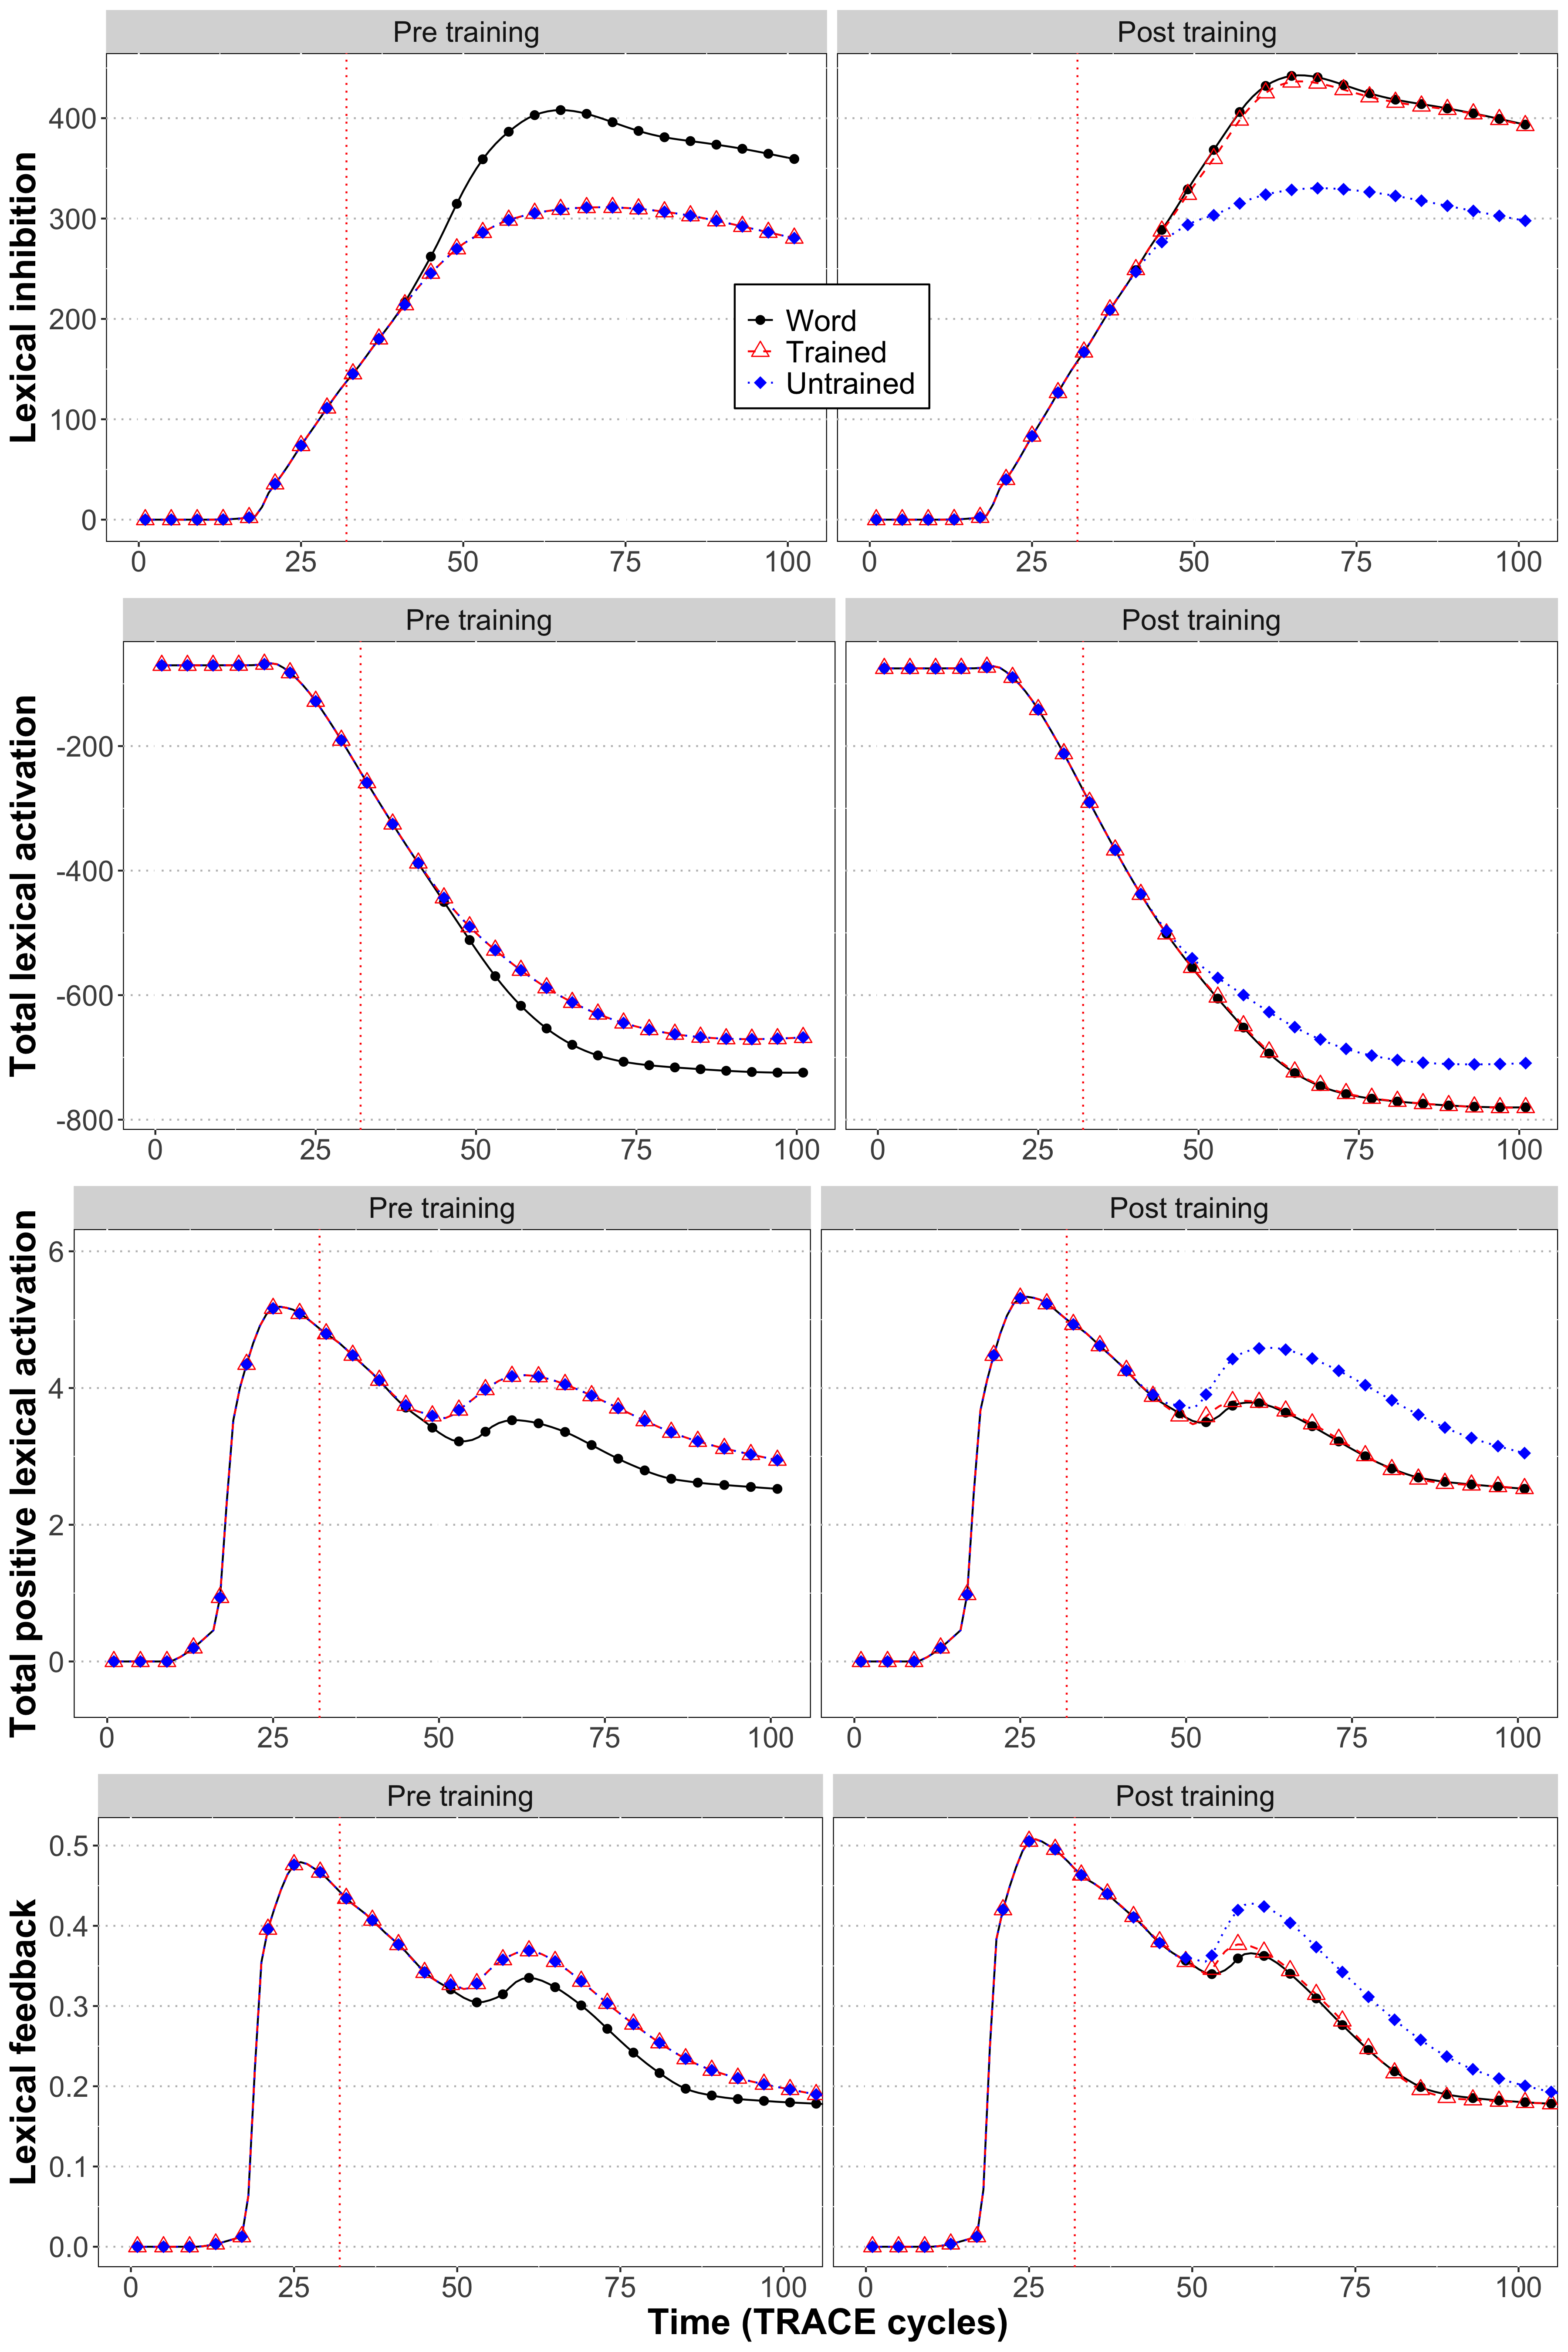 Pre training
Post training
Lexical inhibition
400
300
200
100
0
Word
Trained
Untrained
0 25 50 75 100
0 25 50 75 100
Pre training
Post training
Total lexical activation
-200
-400
-600
-800
0 25 50 75 100
0 25 50 75 100
Pre training
Post training
Total positive lexical activation
6
4
2
0
0 25 50 75 100
0 25 50 75 100
Pre training
Post training
Lexical feedback
0.5
0.4
0.3
0.2
0.1
0.0
0 25 50 75 100
0 25 50 75 100
Time (TRACE cycles)